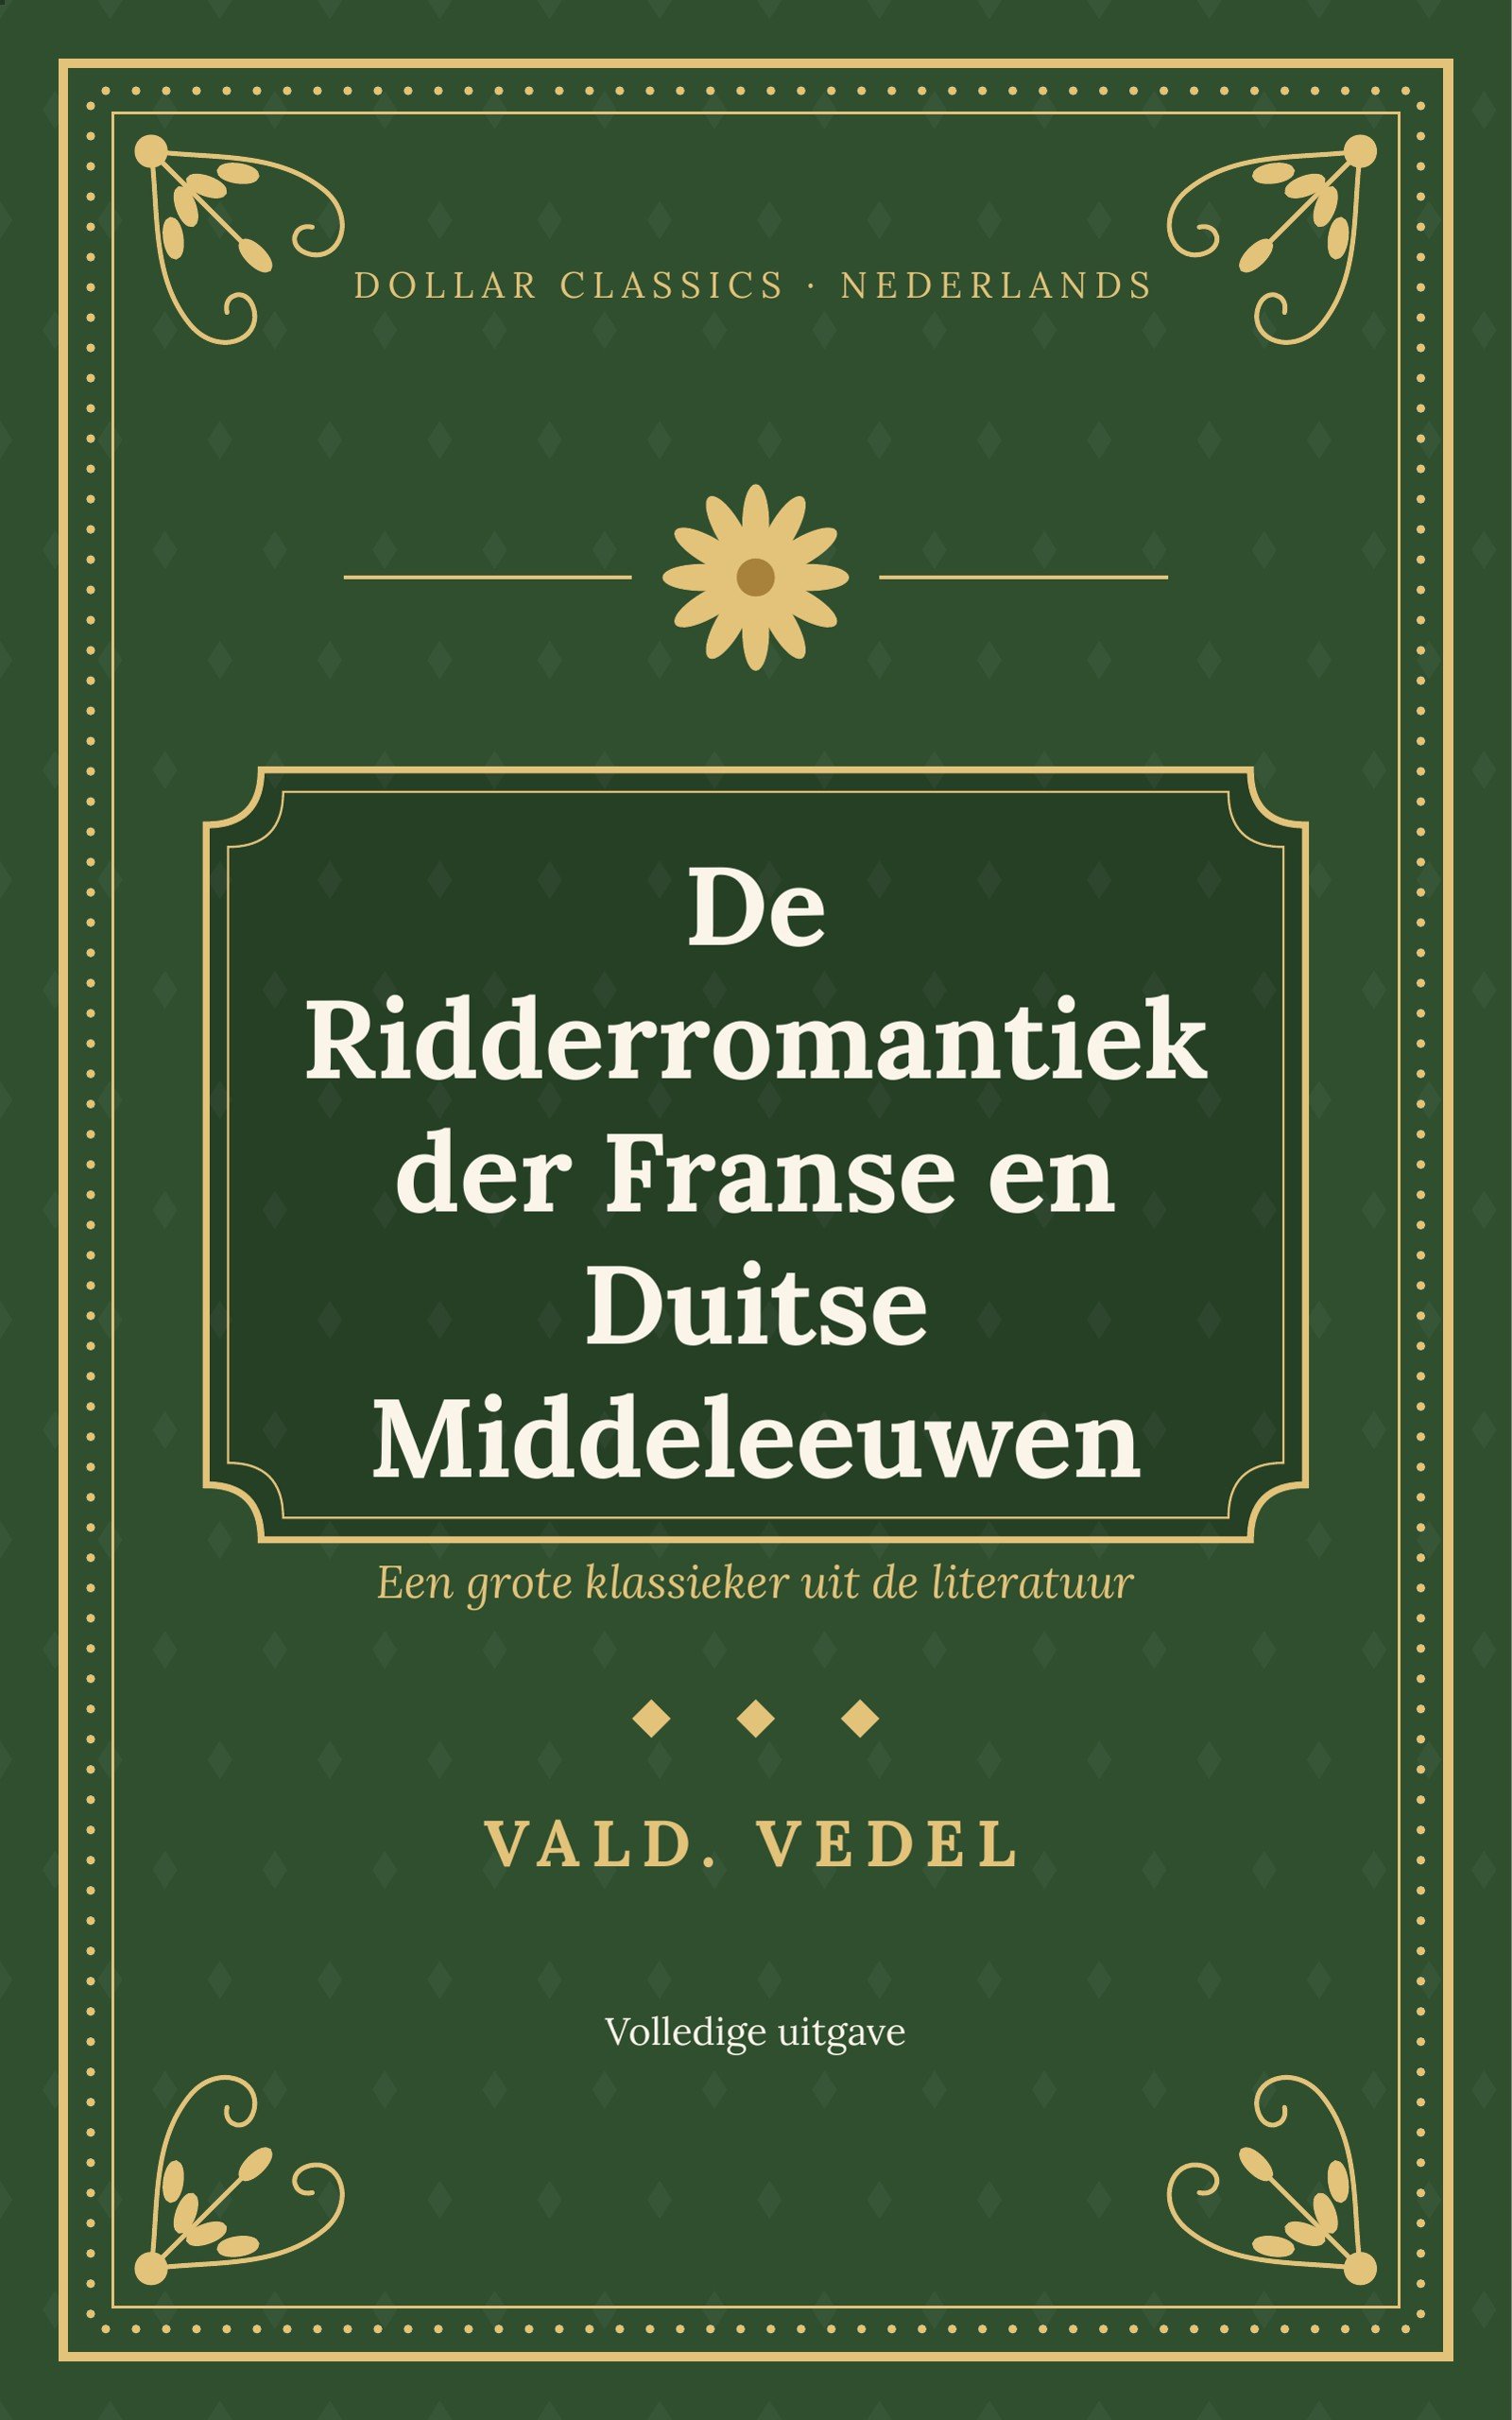 DOLLAR CLASSICS · NEDERLANDS
De
Ridderromantiek
der Franse en
Duitse
Middeleeuwen
Een grote klassieker uit de literatuur
VALD. VEDEL
Volledige uitgave